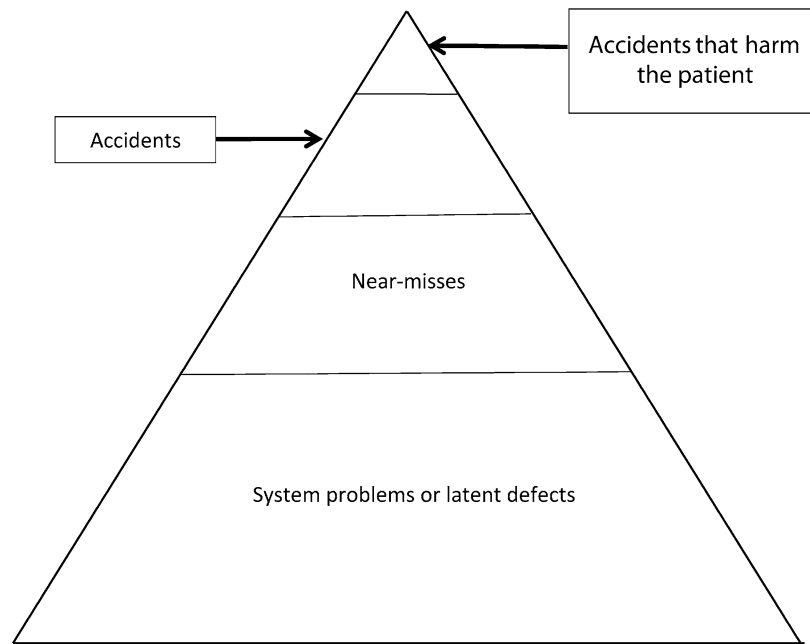 Accidents that harm
the patient
Accidents
Near-misses
System problems or latent defects